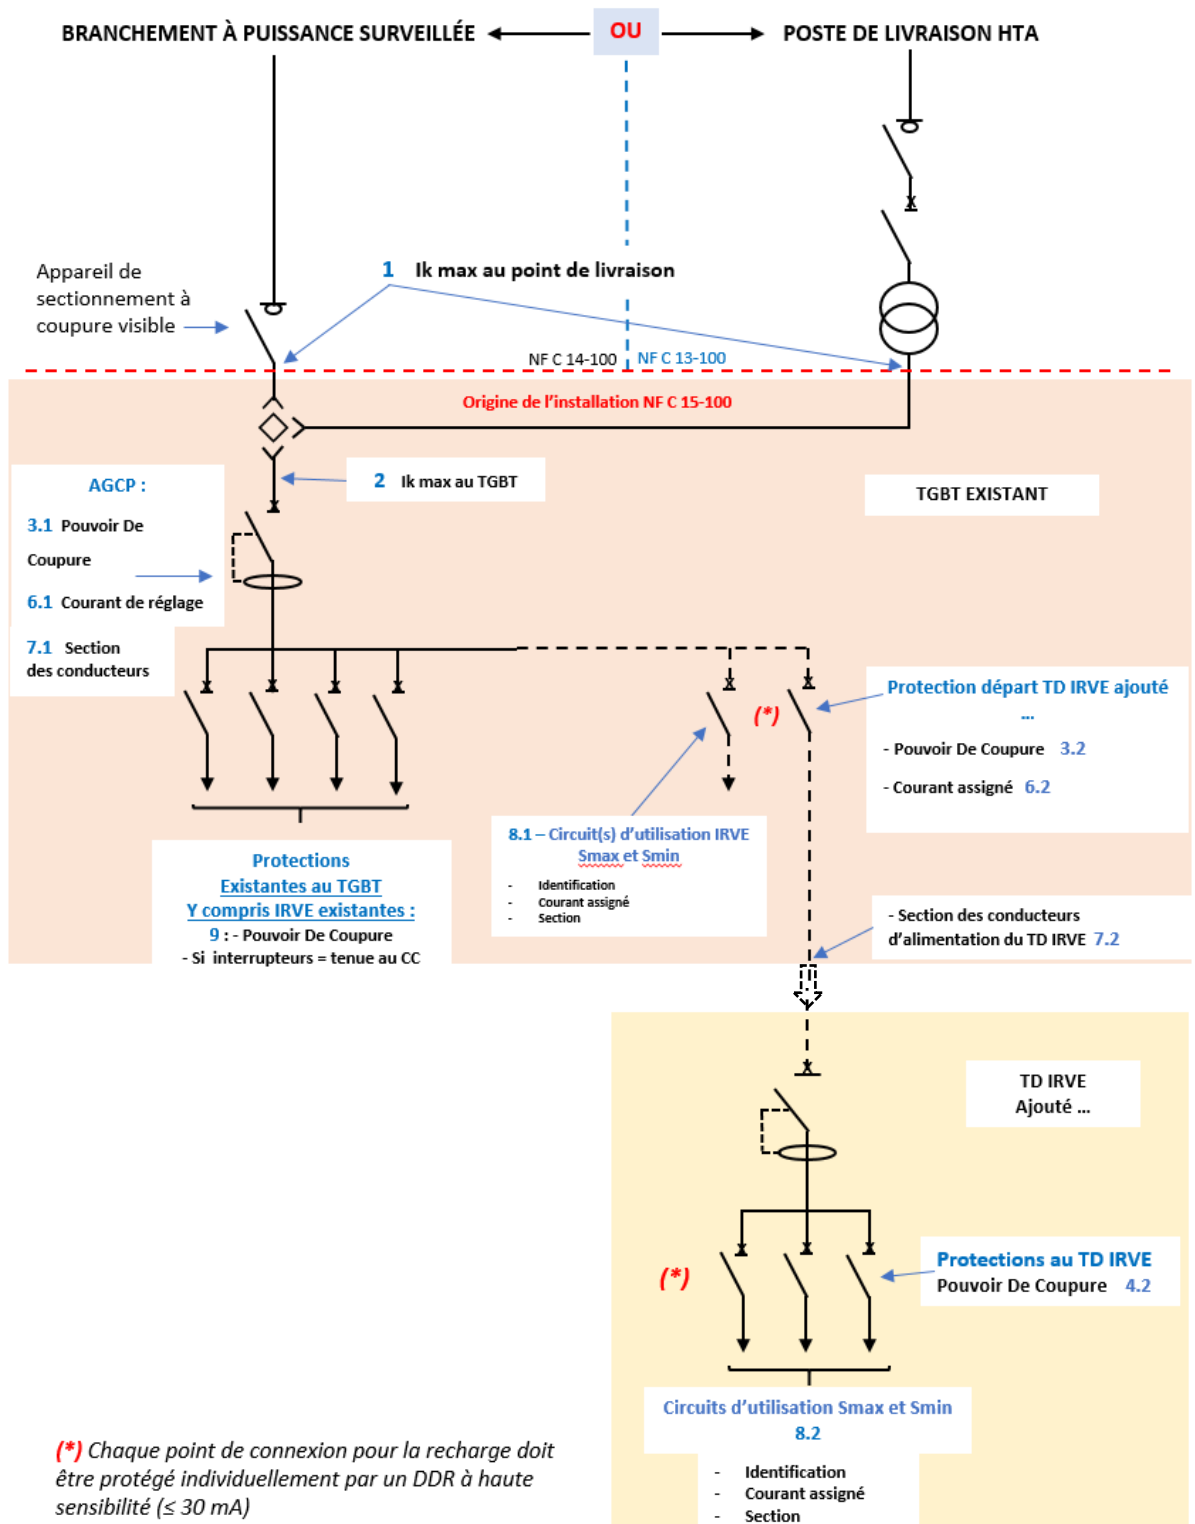 BRANCHEMENT À PUISSANCE SURVEILLÉE
OU
POSTE DE LIVRAISON HTA
Appareil de
sectionnement à
coupure visible
1 Ik max au point de livraison
NF C 14-100
NF C 13-100
Origine de l'installation NF C 15-100
2 Ik max au TGBT
TGBT EXISTANT
AGCP :
3.1 Pouvoir De
Coupure
6.1 Courant de réglage
7.1 Section
des conducteurs
(*)
Protection départ TD IRVE ajouté
...
- Pouvoir De Coupure 3.2
- Courant assigné 6.2
8.1 – Circuit(s) d'utilisation IRVE
Smax et Smin
- Identification
- Courant assigné
- Section
Protections
Existantes au TGBT
Y compris IRVE existantes :
9 : - Pouvoir De Coupure
- Si interrupteurs = tenue au CC
- Section des conducteurs
d'alimentation du TD IRVE 7.2
TD IRVE
Ajouté ...
(*)
Protections au TD IRVE
Pouvoir De Coupure 4.2
Circuits d'utilisation Smax et Smin
8.2
- Identification
- Courant assigné
- Section
(*) Chaque point de connexion pour la recharge doit
être protégé individuellement par un DDR à haute
sensibilité (≤ 30 mA)